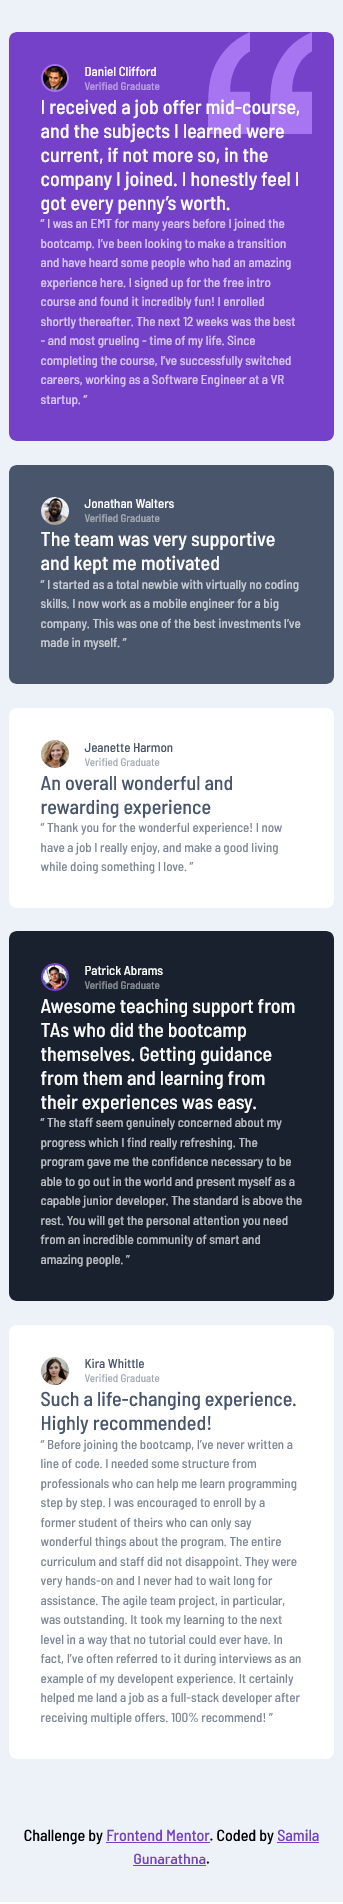 Daniel Clifford
Verified Graduate
I received a job offer mid-course,
and the subjects I learned were
current, if not more so, in the
company I joined. I honestly feel I
got every penny’s worth.
“ I was an EMT for many years before I joined the
bootcamp. I’ve been looking to make a transition
and have heard some people who had an amazing
experience here. I signed up for the free intro
course and found it incredibly fun! I enrolled
shortly thereafter. The next 12 weeks was the best
- and most grueling - time of my life. Since
completing the course, I’ve successfully switched
careers, working as a Software Engineer at a VR
startup. ”
Jonathan Walters
Verified Graduate
The team was very supportive
and kept me motivated
“ I started as a total newbie with virtually no coding
skills. I now work as a mobile engineer for a big
company. This was one of the best investments I’ve
made in myself. ”
Jeanette Harmon
Verified Graduate
An overall wonderful and
rewarding experience
“ Thank you for the wonderful experience! I now
have a job I really enjoy, and make a good living
while doing something I love. ”
Patrick Abrams
Verified Graduate
Awesome teaching support from
TAs who did the bootcamp
themselves. Getting guidance
from them and learning from
their experiences was easy.
“ The staff seem genuinely concerned about my
progress which I find really refreshing. The
program gave me the confidence necessary to be
able to go out in the world and present myself as a
capable junior developer. The standard is above the
rest. You will get the personal attention you need
from an incredible community of smart and
amazing people. ”
Kira Whittle
Verified Graduate
Such a life-changing experience.
Highly recommended!
“ Before joining the bootcamp, I’ve never written a
line of code. I needed some structure from
professionals who can help me learn programming
step by step. I was encouraged to enroll by a
former student of theirs who can only say
wonderful things about the program. The entire
curriculum and staff did not disappoint. They were
very hands-on and I never had to wait long for
assistance. The agile team project, in particular,
was outstanding. It took my learning to the next
level in a way that no tutorial could ever have. In
fact, I’ve often referred to it during interviews as an
example of my developent experience. It certainly
helped me land a job as a full-stack developer after
receiving multiple offers. 100% recommend! ”
Challenge by Frontend Mentor. Coded by Samila
Gunarathna.